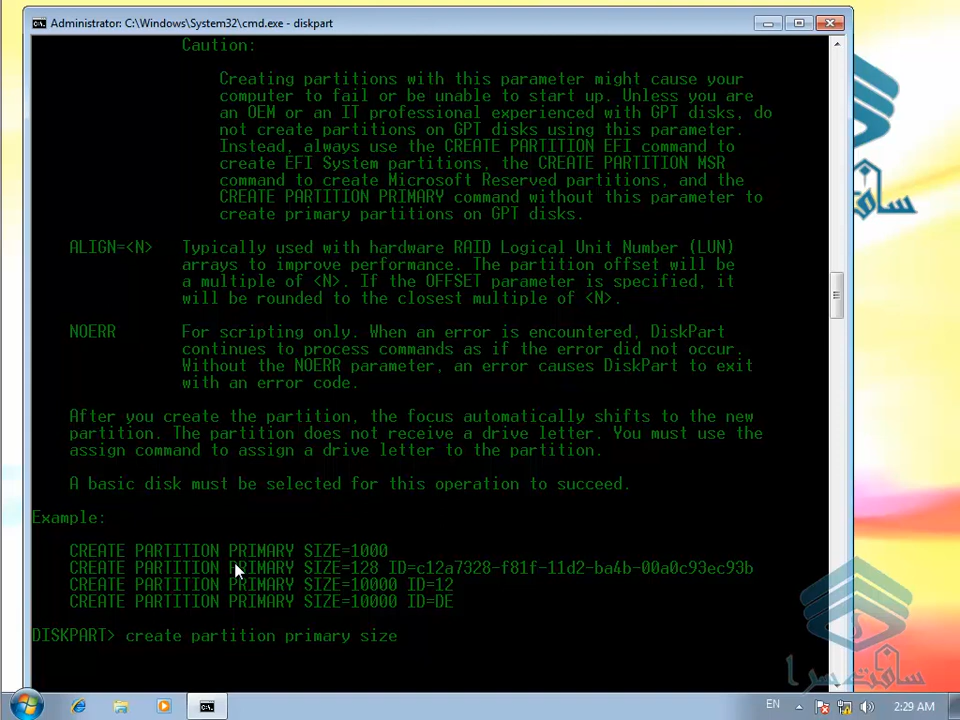 Administrator: C:\Windows\System32\cmd.exe - diskpart
Caution:
Creating partitions with this parameter might cause your
computer to fail or be unable to start up. Unless you are
an OEM or an IT professional experienced with GPT disks, do
not create partitions on GPT disks using this parameter.
Instead, always use the CREATE PARTITION EFI command to
create EFI System partitions, the CREATE PARTITION MSR
command to create Microsoft Reserved partitions, and the
CREATE PARTITION PRIMARY command without this parameter to
create primary partitions on GPT disks.
ALIGN=<N> Typically used with hardware RAID Logical Unit Number (LUN)
arrays to improve performance. The partition offset will be
a multiple of <N>. If the OFFSET parameter is specified, it
will be rounded to the closest multiple of <N>.
NOERR For scripting only. When an error is encountered, DiskPart
continues to process commands as if the error did not occur.
Without the NOERR parameter, an error causes DiskPart to exit
with an error code.
After you create the partition, the focus automatically shifts to the new
partition. The partition does not receive a drive letter. You must use the
assign command to assign a drive letter to the partition.
A basic disk must be selected for this operation to succeed.
Example:
CREATE PARTITION PRIMARY SIZE=1000
CREATE PARTITION PRIMARY SIZE=128 ID=c12a7328-f81f-11d2-ba4b-00a0c93ec93b
CREATE PARTITION PRIMARY SIZE=10000 ID=12
CREATE PARTITION PRIMARY SIZE=10000 ID=DE
DISKPART> create partition primary size
سافت سرا
EN
2:29 AM